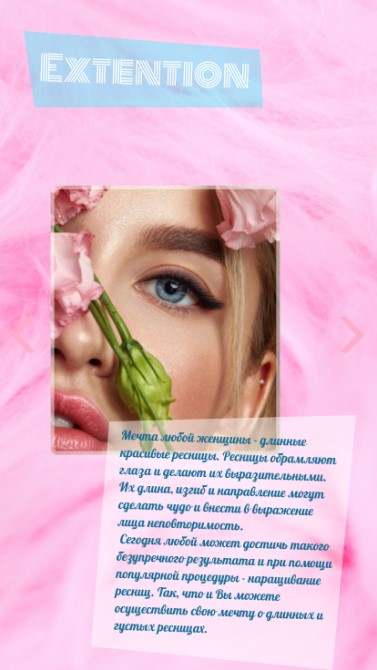 EXTENTION
Мечта любой женщины - длинные
красивые ресницы. Ресницы обрамляют
глаза и делают их выразительными.
Их длина, изгиб и направление могут
сделать чудо и внести в выражение
лица неповторимость.
Сегодня любой может достичь такого
безупречного результата и при помощи
популярной процедуры - наращивание
ресниц. Так, что и Вы можете
осуществить свою мечту о длинных и
густых ресницах.